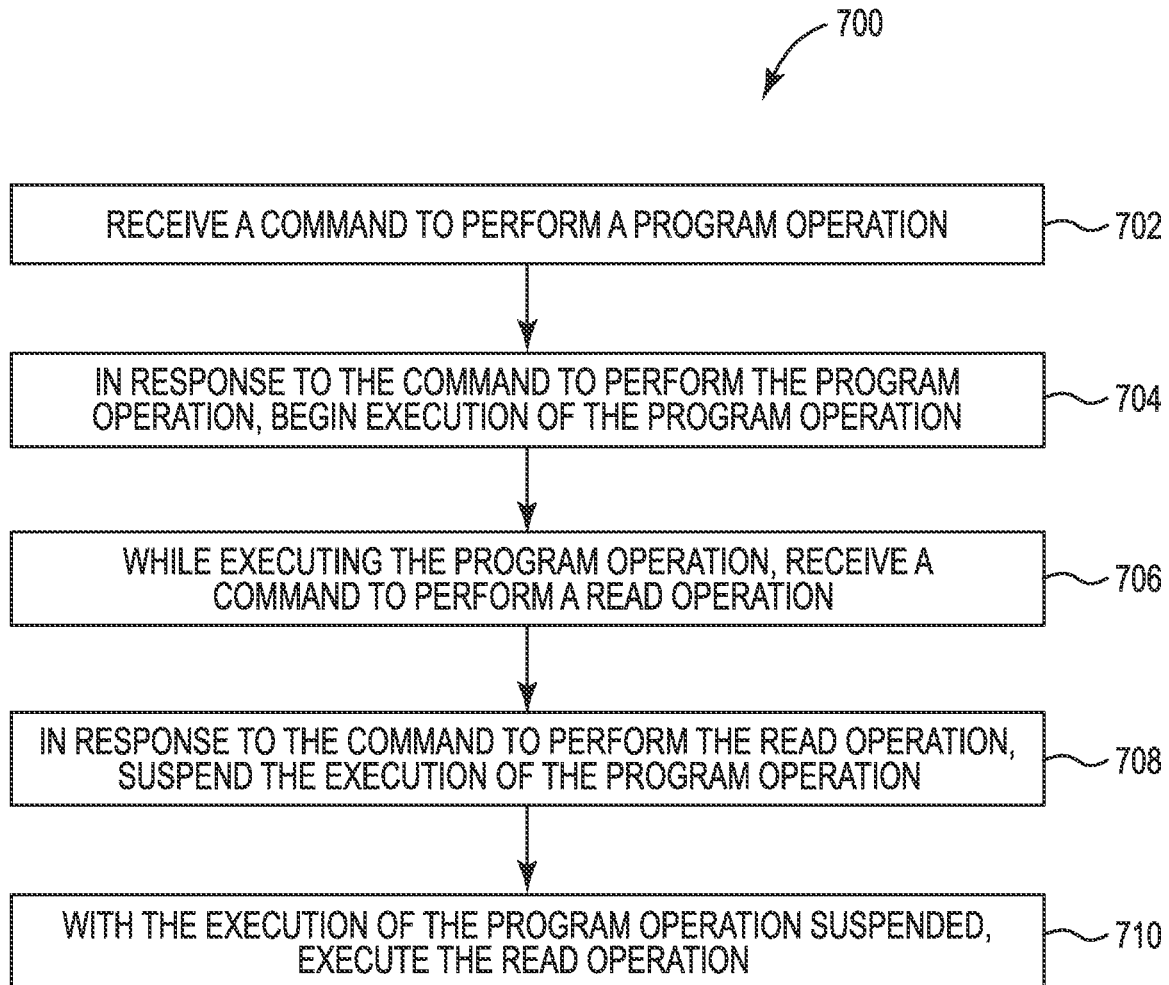 700
RECEIVE A COMMAND TO PERFORM A PROGRAM OPERATION
702
IN RESPONSE TO THE COMMAND TO PERFORM THE PROGRAM
OPERATION, BEGIN EXECUTION OF THE PROGRAM OPERATION
704
WHILE EXECUTING THE PROGRAM OPERATION, RECEIVE A
COMMAND TO PERFORM A READ OPERATION
706
IN RESPONSE TO THE COMMAND TO PERFORM THE READ OPERATION,
SUSPEND THE EXECUTION OF THE PROGRAM OPERATION
708
WITH THE EXECUTION OF THE PROGRAM OPERATION SUSPENDED,
EXECUTE THE READ OPERATION
710